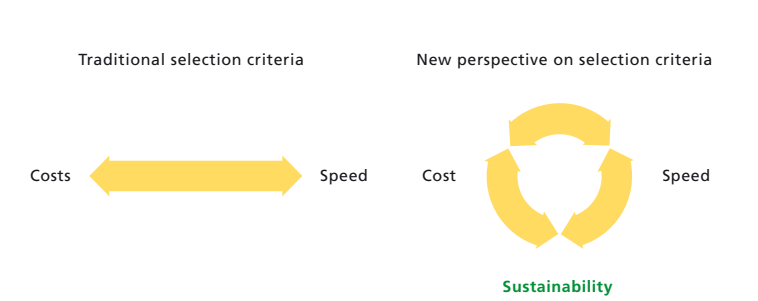 Traditional selection criteria
New perspective on selection criteria
Costs
Speed
Cost
Speed
Sustainability